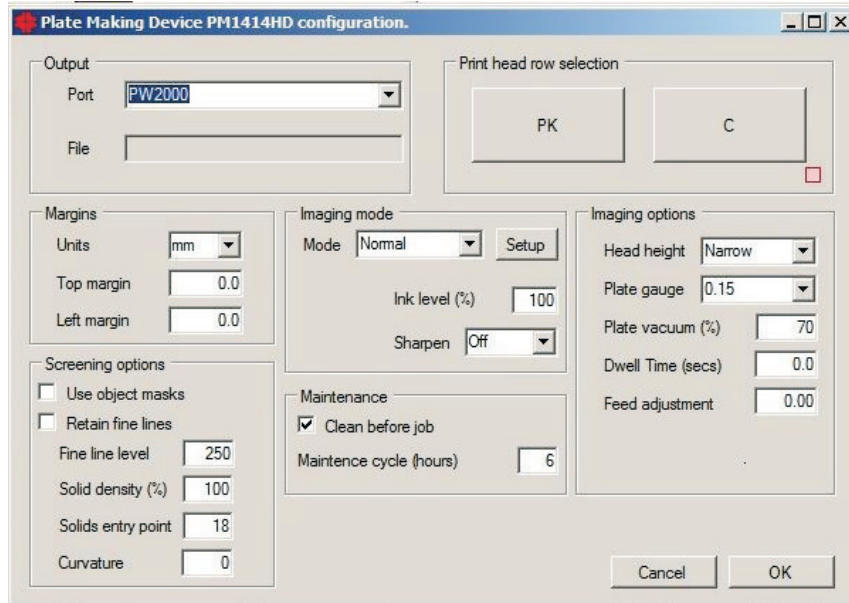 Plate Making Device PM1414HD configuration.
Output
Port PW2000
File
Print head row selection
PK C
Margins
Units mm
Top margin 0.0
Left margin 0.0
Imaging mode
Mode Normal Setup
Ink level (%) 100
Sharpen Off
Imaging options
Head height Narrow
Plate gauge 0.15
Plate vacuum (%) 70
Dwell Time (secs) 0.0
Feed adjustment 0.00
Screening options
Use object masks
Retain fine lines
Fine line level 250
Solid density (%) 100
Solids entry point 18
Curvature 0
Maintenance
Clean before job
Maintence cycle (hours) 6
Cancel OK